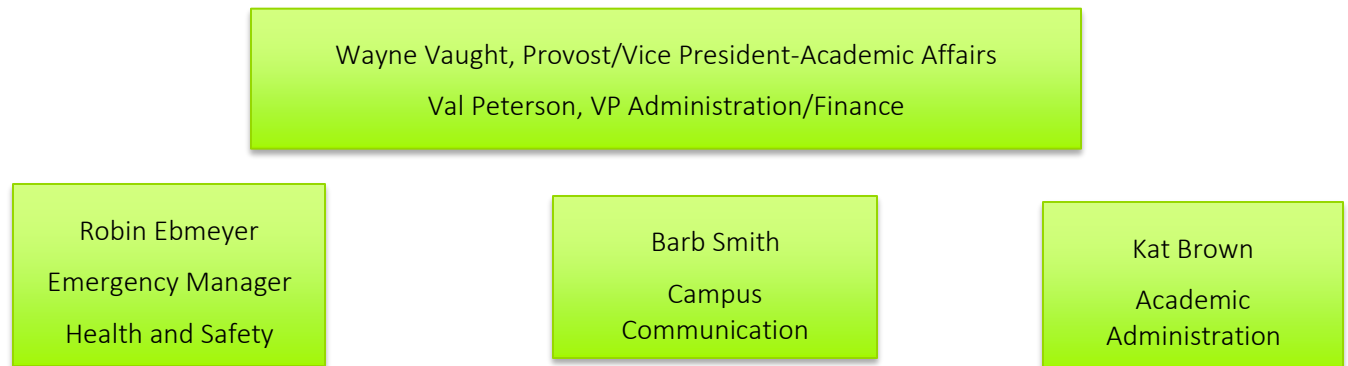 Wayne Vaught, Provost/Vice President-Academic Affairs
Val Peterson, VP Administration/Finance
Robin Ebmeyer
Emergency Manager
Health and Safety
Barb Smith
Campus
Communication
Kat Brown
Academic
Administration